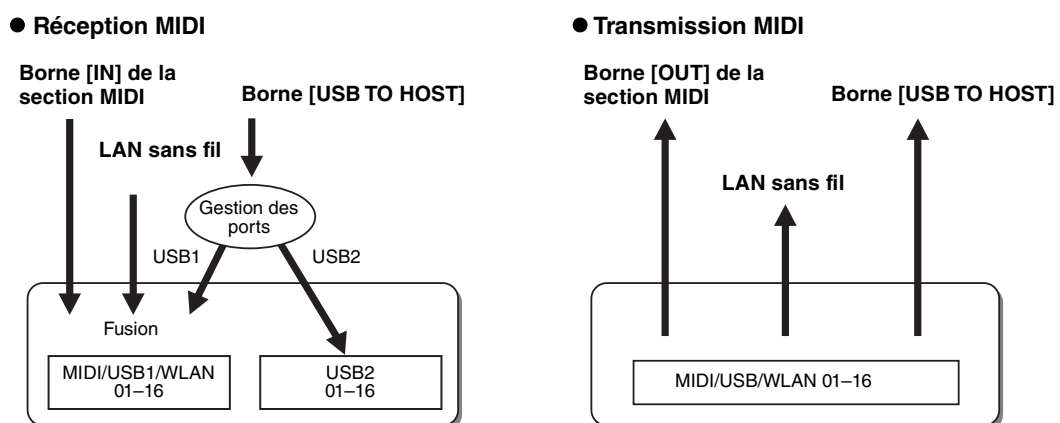 ● Réception MIDI
Borne [IN] de la
section MIDI
Borne [USB TO HOST]
LAN sans fil
Gestion des
ports
USB1
USB2
Fusion
MIDI/USB1/WLAN
01–16
USB2
01–16
● Transmission MIDI
Borne [OUT] de la
section MIDI
Borne [USB TO HOST]
LAN sans fil
MIDI/USB/WLAN 01–16